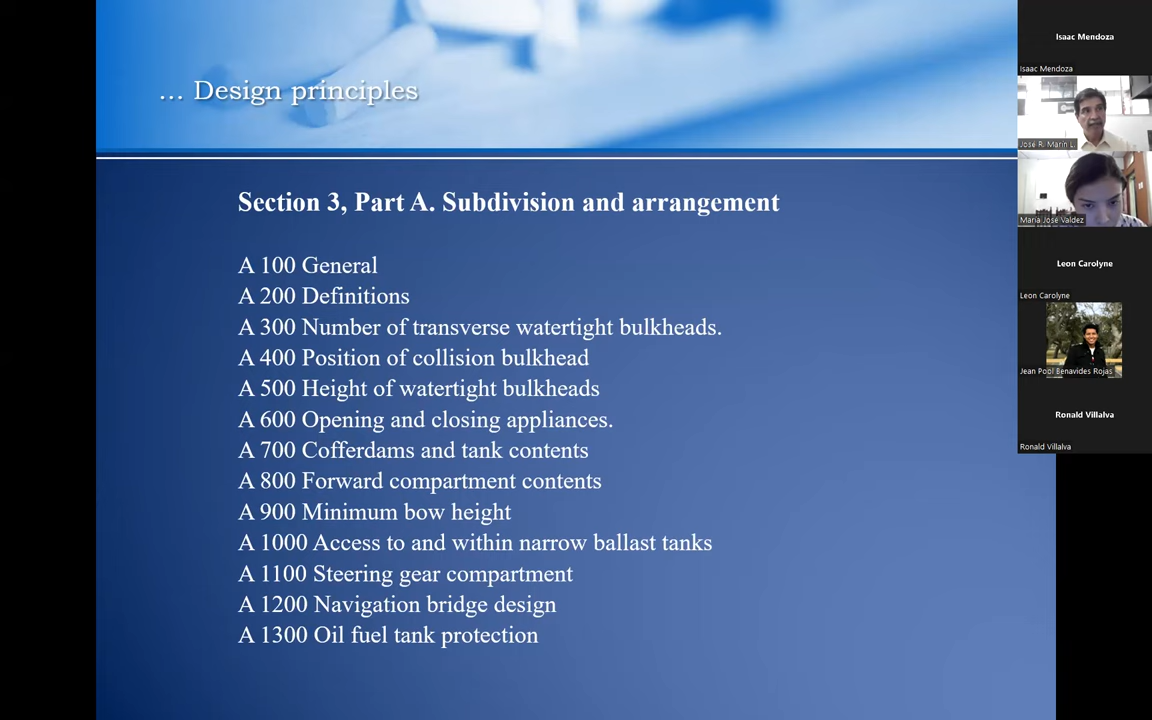 ... Design principles
Section 3, Part A. Subdivision and arrangement
A 100 General
A 200 Definitions
A 300 Number of transverse watertight bulkheads.
A 400 Position of collision bulkhead
A 500 Height of watertight bulkheads
A 600 Opening and closing appliances.
A 700 Cofferdams and tank contents
A 800 Forward compartment contents
A 900 Minimum bow height
A 1000 Access to and within narrow ballast tanks
A 1100 Steering gear compartment
A 1200 Navigation bridge design
A 1300 Oil fuel tank protection
Isaac Mendoza
Isaac Mendoza
José R. Marín L.
María José Valdez
Leon Carolyne
Leon Carolyne
Jean Pool Benavides Rojas
Ronald Villalva
Ronald Villalva